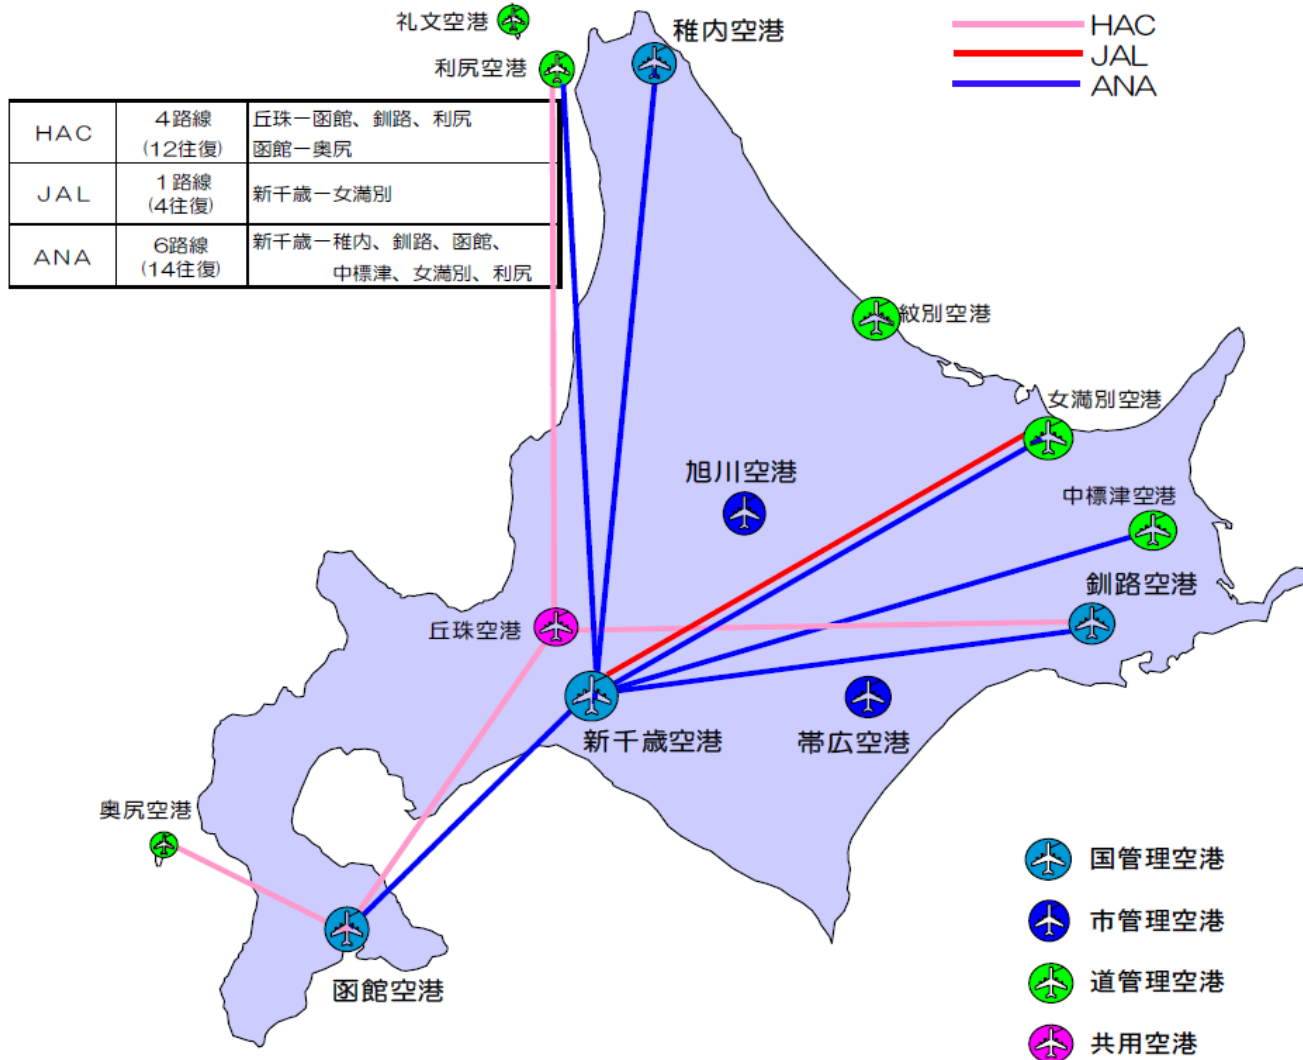 礼文空港
稚内空港
利尻空港
HAC
JAL
ANA
HAC
4路線
(12往復)
丘珠ー函館、釧路、利尻
函館ー奥尻
JAL
1路線
(4往復)
新千歳ー女満別
ANA
6路線
(14往復)
新千歳ー稚内、釧路、函館、
中標津、女満別、利尻
紋別空港
女満別空港
旭川空港
中標津空港
釧路空港
丘珠空港
新千歳空港
帯広空港
奥尻空港
函館空港
国管理空港
市管理空港
道管理空港
共用空港